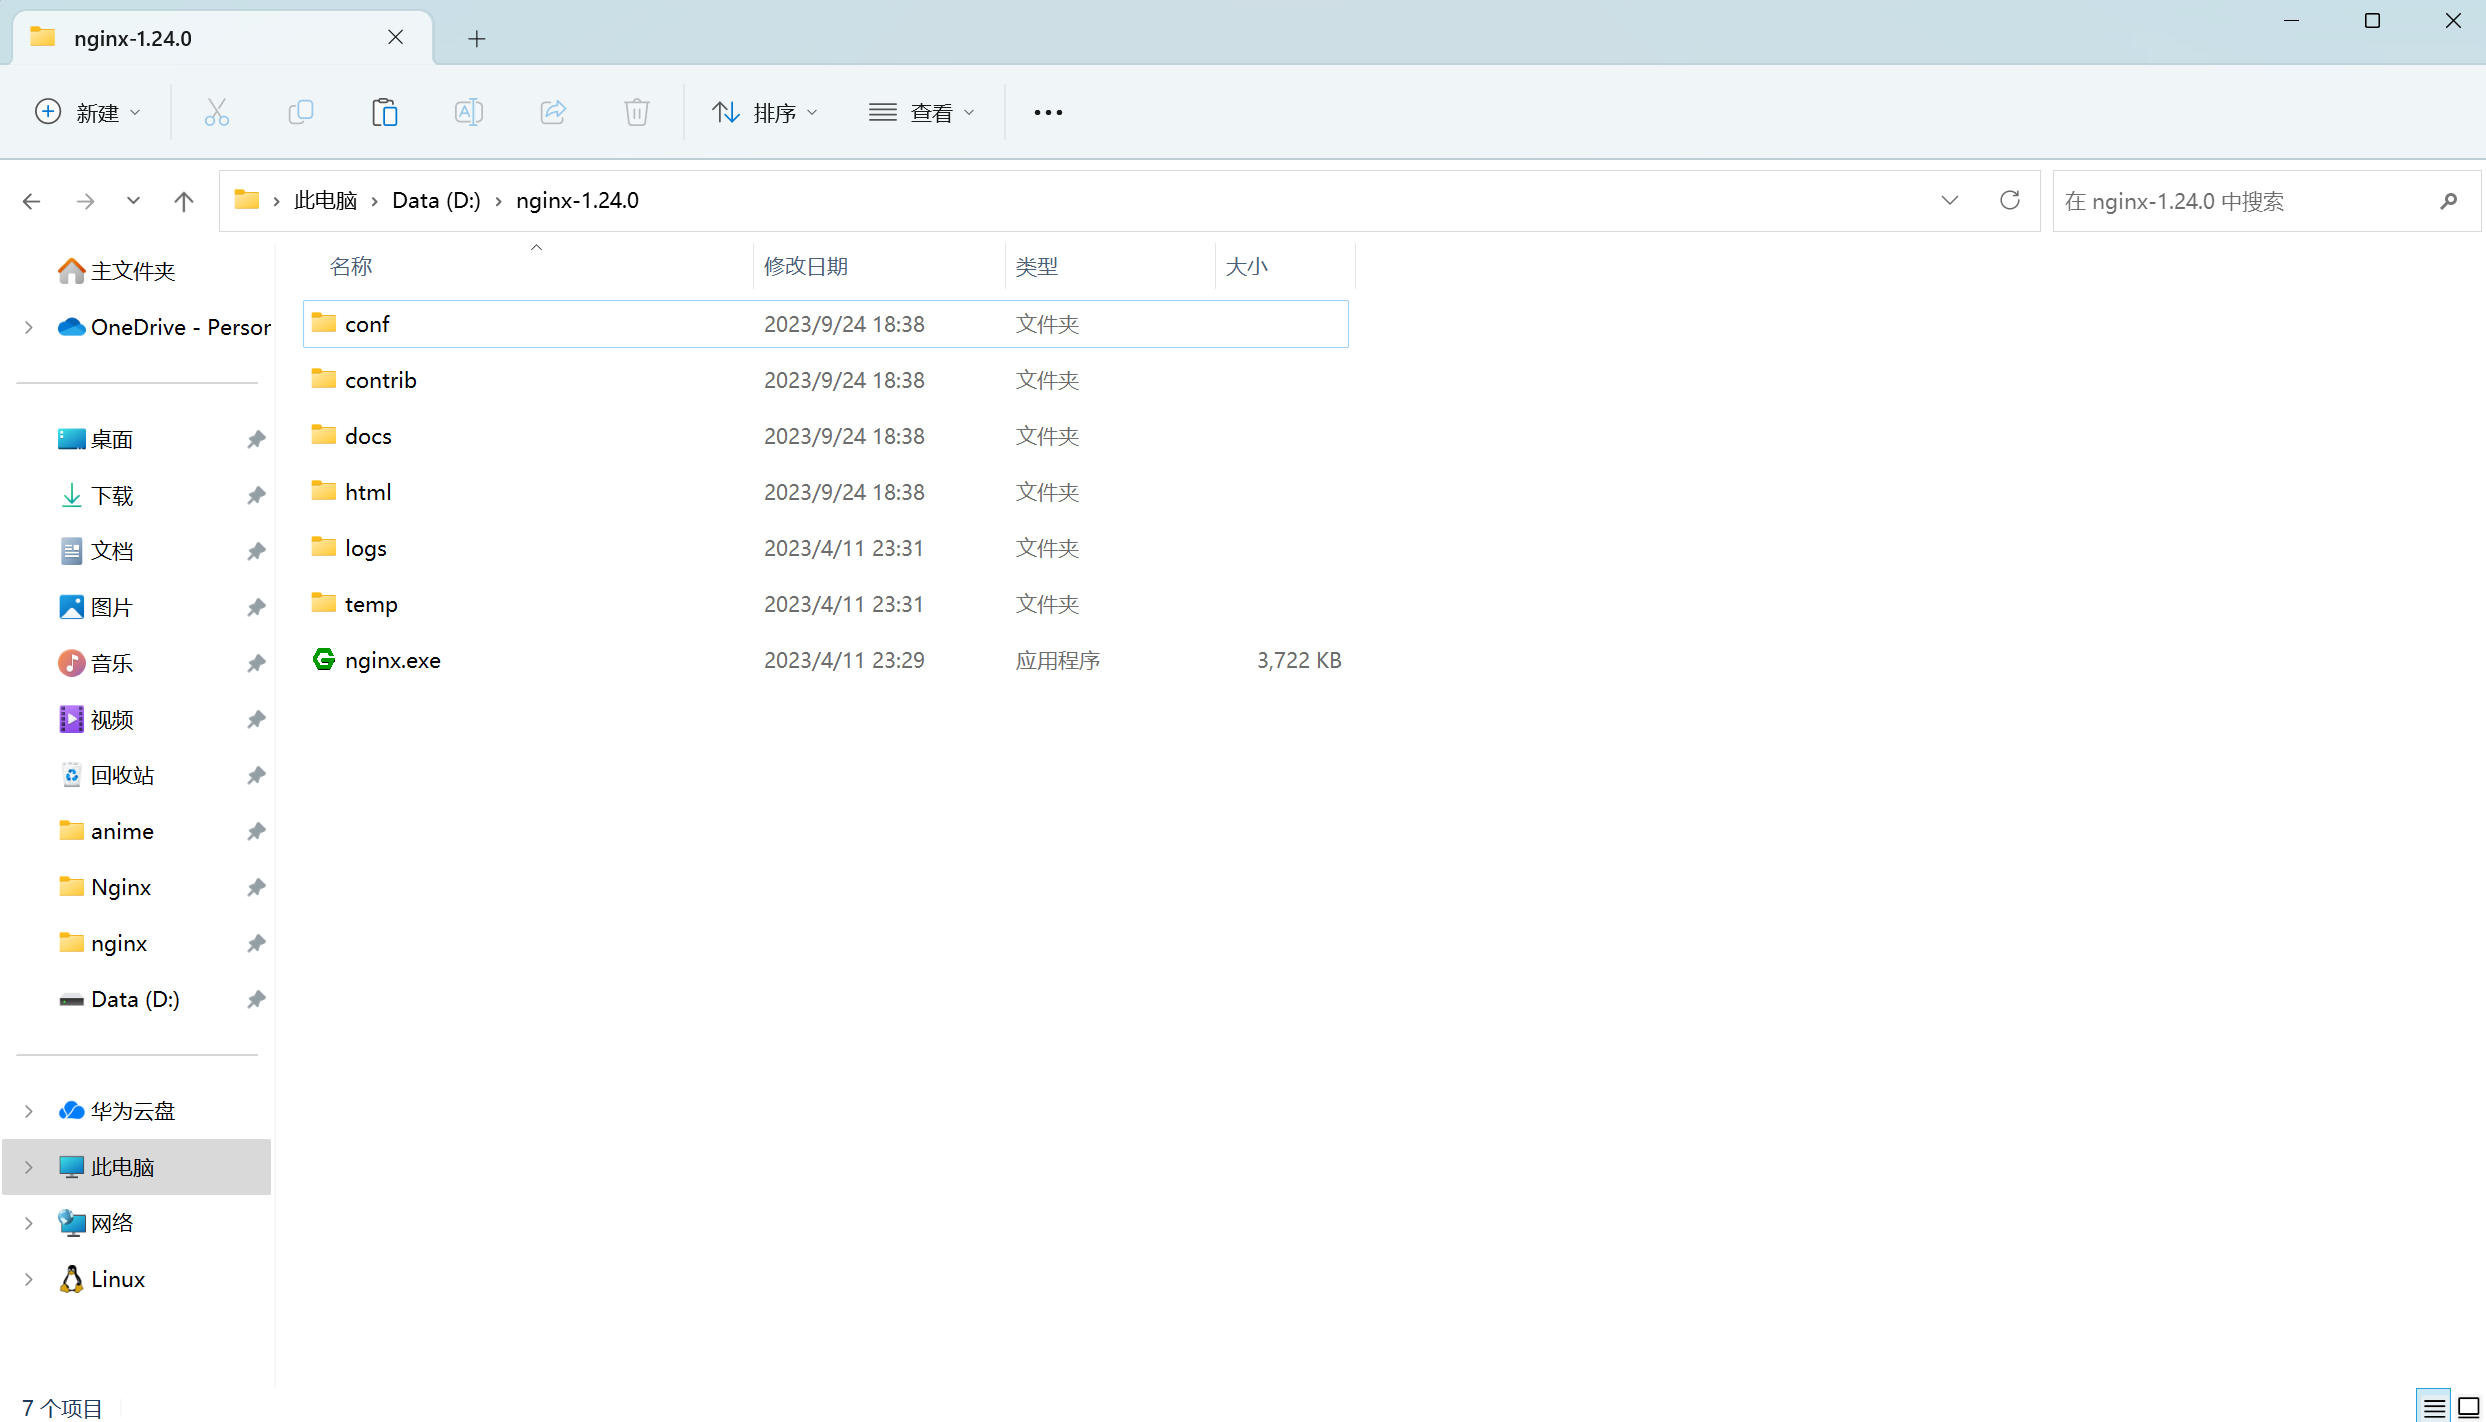 nginx-1.24.0
新建
排序
查看
此电脑 Data (D:) nginx-1.24.0
在 nginx-1.24.0 中搜索
主文件夹
OneDrive - Person
桌面
下载
文档
图片
音乐
视频
回收站
anime
Nginx
nginx
Data (D:)
华为云盘
此电脑
网络
Linux
名称 修改日期 类型 大小
conf 2023/9/24 18:38 文件夹
contrib 2023/9/24 18:38 文件夹
docs 2023/9/24 18:38 文件夹
html 2023/9/24 18:38 文件夹
logs 2023/4/11 23:31 文件夹
temp 2023/4/11 23:31 文件夹
nginx.exe 2023/4/11 23:29 应用程序 3,722 KB
7 个项目